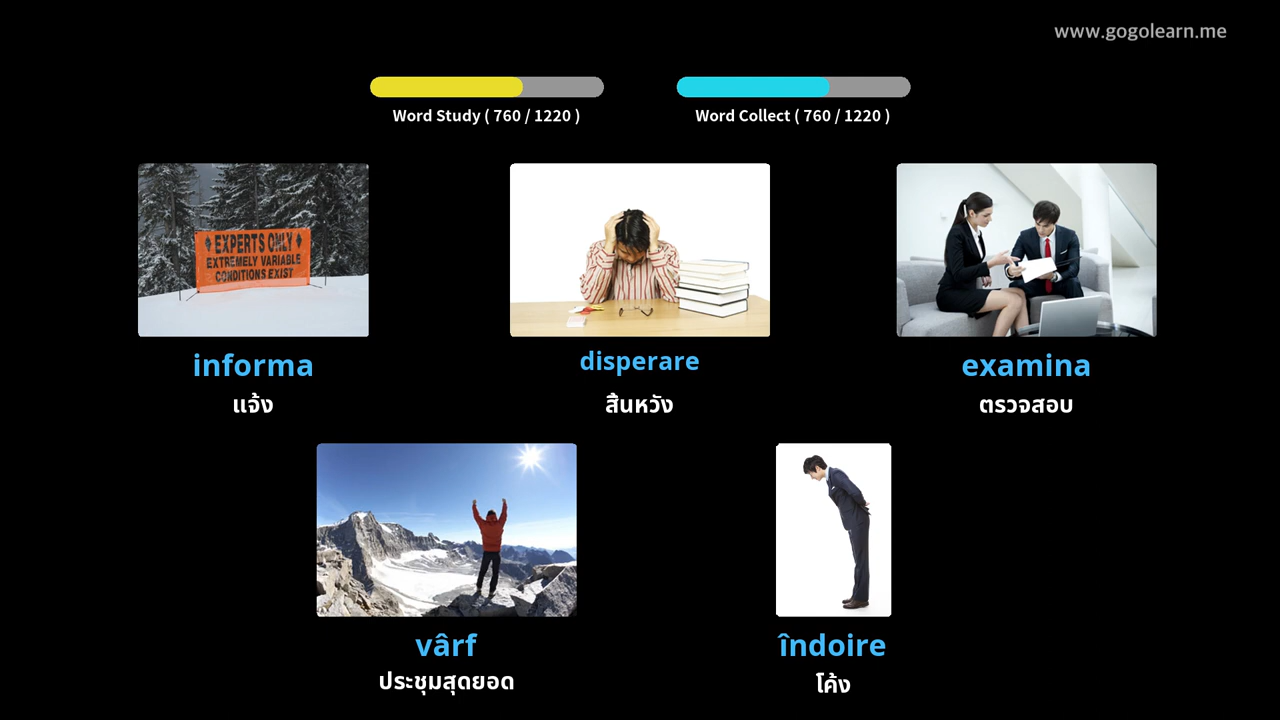 www.gogolearn.me
Word Study ( 760 / 1220 )
Word Collect ( 760 / 1220 )
EXPERTS ONLY
EXTREMELY VARIABLE
CONDITIONS EXIST
informa
แจ้ง
disperare
สิ้นหวัง
examina
ตรวจสอบ
vârf
ประชุมสุดยอด
îndoire
โค้ง